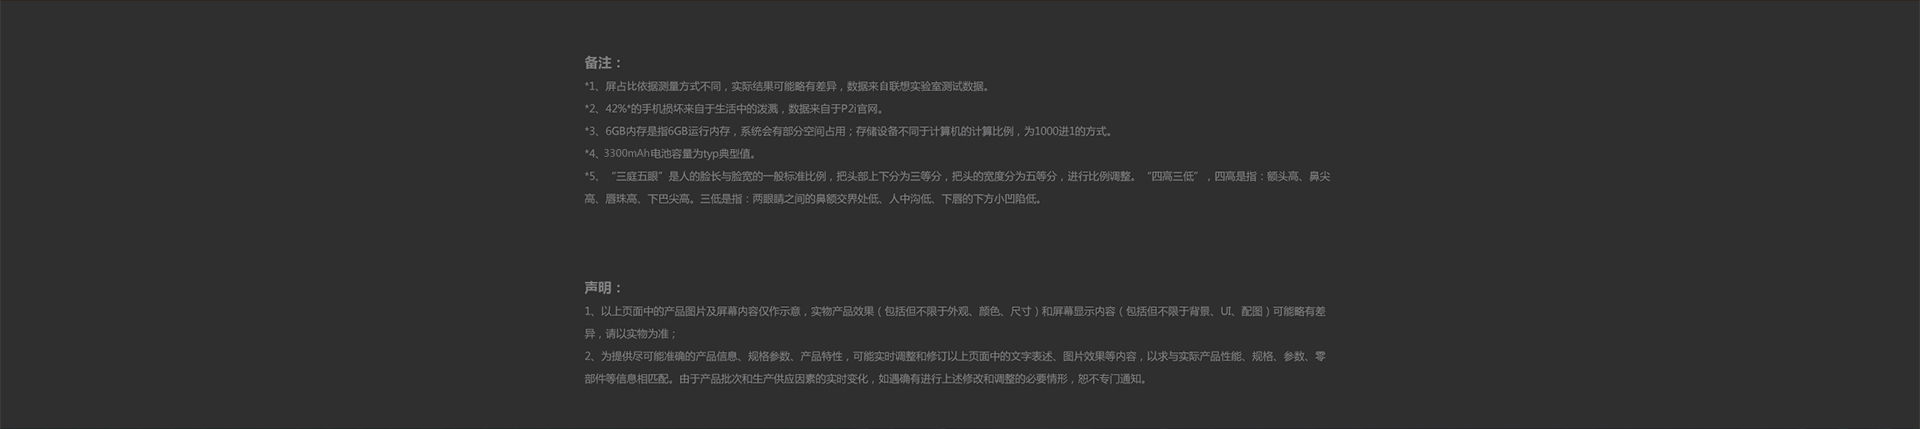 备注：
*1、屏占比依据测量方式不同，实际结果可能略有差异，数据来自联想实验室测试数据。
*2、42%*的手机损坏来自于生活中的泼溅，数据来自于P2i官网。
*3、6GB内存是指6GB运行内存，系统会有部分空间占用；存储设备不同于计算机的计算比例，为1000进1的方式。
*4、3300mAh电池容量为typ典型值。
*5、“三庭五眼”是人的脸长与脸宽的一般标准比例，把头部上下分为三等分，把头的宽度分为五等分，进行比例调整。“四高三低”，四高是指：额头高、鼻尖
高、唇珠高、下巴尖高。三低是指：两眼睛之间的鼻额交界处低、人中沟低、下唇的下方小凹陷低。
声明：
1、以上页面中的产品图片及屏幕内容仅作示意，实物产品效果（包括但不限于外观、颜色、尺寸）和屏幕显示内容（包括但不限于背景、UI、配图）可能略有差
异，请以实物为准；
2、为提供尽可能准确的产品信息、规格参数、产品特性，可能实时调整和修订以上页面中的文字表述、图片效果等内容，以求与实际产品性能、规格、参数、零
部件等信息相匹配。由于产品批次和生产供应因素的实时变化，如遇确有进行上述修改和调整的必要情形，恕不专门通知。